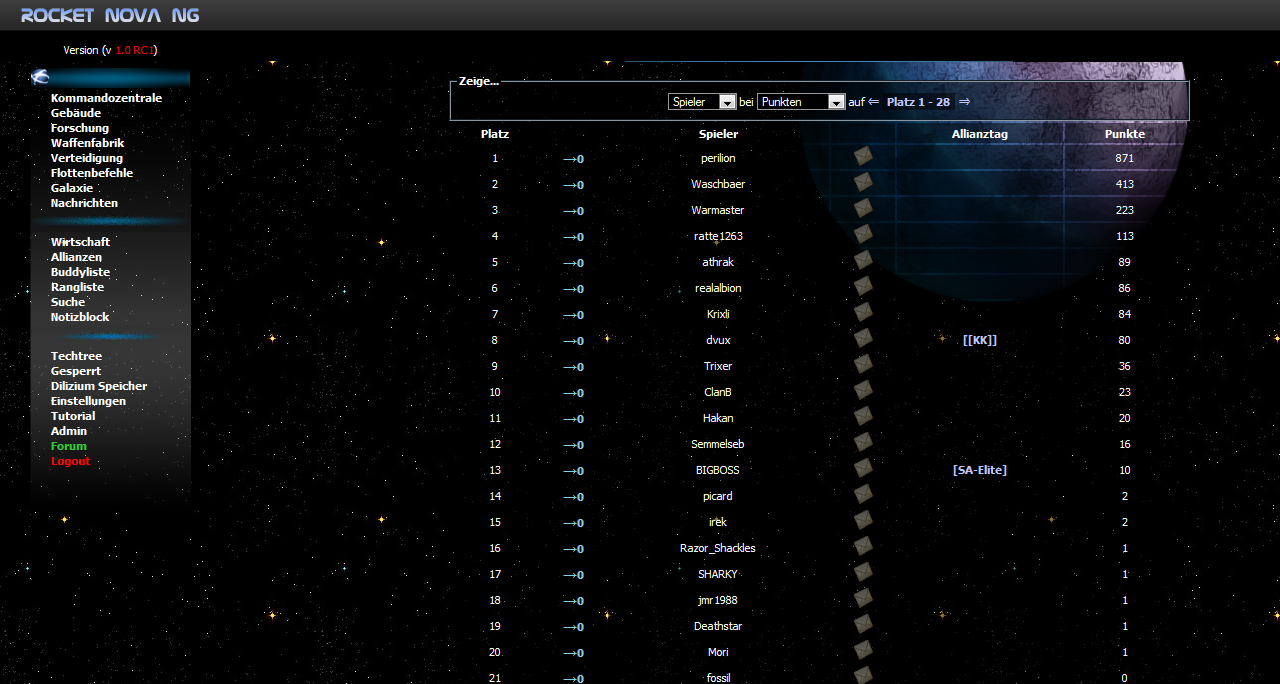 ROCKET NOVA NG
Version (v 1.0 RC1)
Kommandozentrale
Gebäude
Forschung
Waffenfabrik
Verteidigung
Flottenbefehle
Galaxie
Nachrichten
Wirtschaft
Allianzen
Buddyliste
Rangliste
Suche
Notizblock
Techtree
Gesperrt
Dilizium Speicher
Einstellungen
Tutorial
Admin
Forum
Logout
Zeige...
Spieler bei Punkten auf ⇐ Platz 1 - 28 ⇒
Platz Spieler Allianztag Punkte
1 →0 perilion 871
2 →0 Waschbaer 413
3 →0 Warmaster 223
4 →0 ratte1263 113
5 →0 athrak 89
6 →0 realalbion 86
7 →0 Krixli 84
8 →0 dvux [[KK]] 80
9 →0 Trixer 36
10 →0 ClanB 23
11 →0 Hakan 20
12 →0 Semmelseb 16
13 →0 BIGBOSS [SA-Elite] 10
14 →0 picard 2
15 →0 irek 2
16 →0 Razor_Shackles 1
17 →0 SHARKY 1
18 →0 jmr1988 1
19 →0 Deathstar 1
20 →0 Mori 1
21 →0 fossil 0